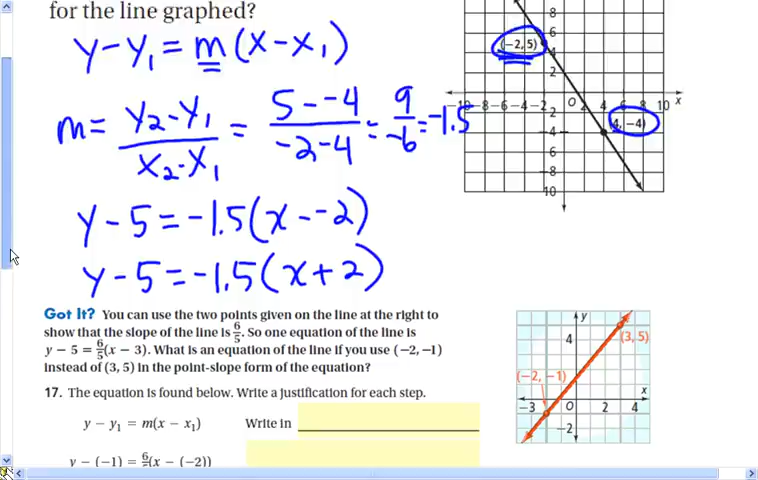 for the line graphed?
y - y₁ = m(x - x₁)
m = y₂ - y₁ / x₂ - x₁ = 5 - -4 / -2 - 4 = 9 / -6 = -1.5
y - 5 = -1.5(x - -2)
y - 5 = -1.5(x + 2)
8
6
4
2
(−2, 5)
−10 −8 −6 −4 −2 O 2 4 6 8 10 x
4, −4)
−4
−8
10
Got It? You can use the two points given on the line at the right to
show that the slope of the line is 6/5. So one equation of the line is
y − 5 = 6/5(x − 3). What is an equation of the line if you use (−2, −1)
instead of (3, 5) in the point-slope form of the equation?
17. The equation is found below. Write a justification for each step.
y − y₁ = m(x − x₁) Write in
y − (−1) = 6/5(x − (−2))
y
4
(3, 5)
(−2, −1)
x
−3 O 2 4
−2